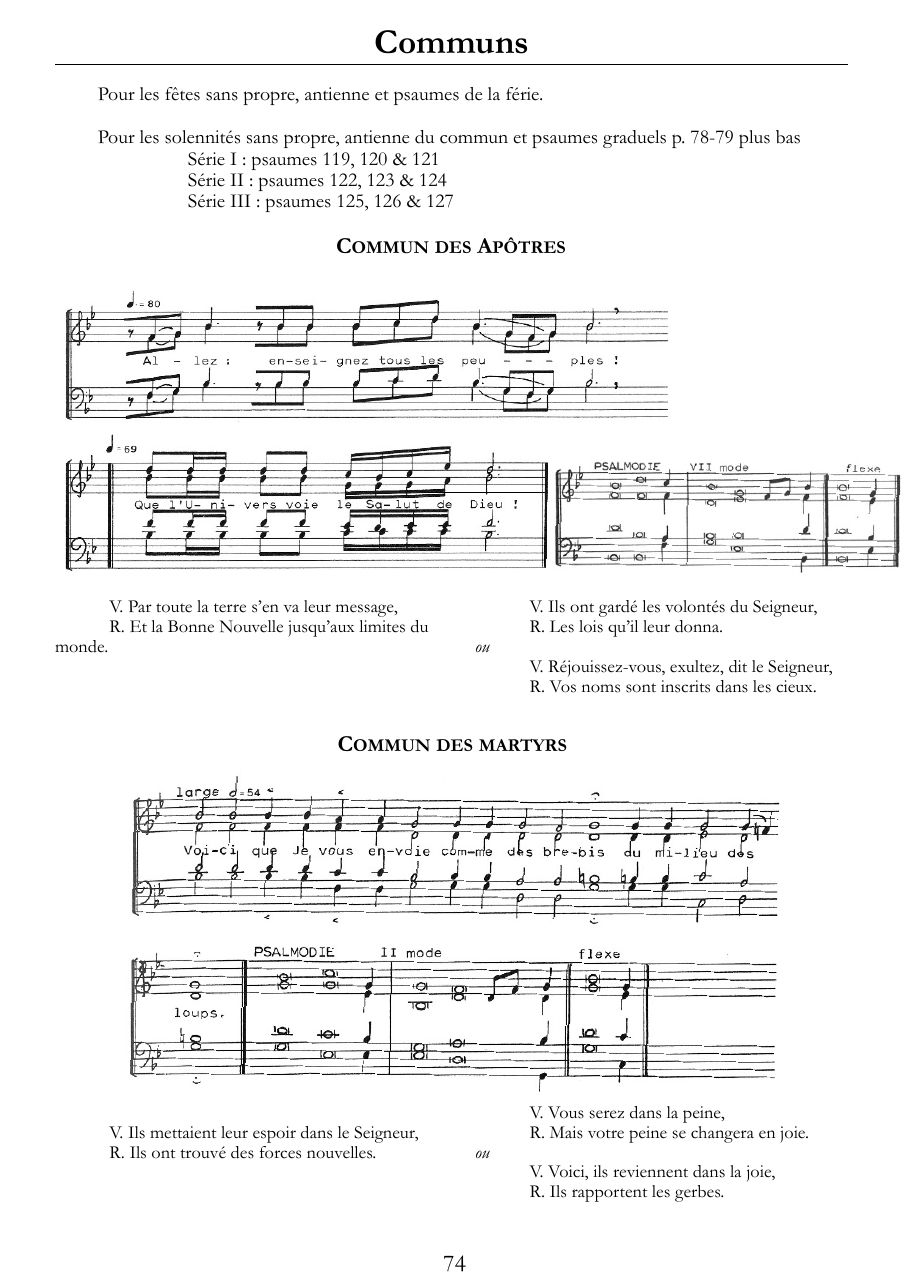 Communs
Pour les fêtes sans propre, antienne et psaumes de la férie.
Pour les solennités sans propre, antienne du commun et psaumes graduels p. 78-79 plus bas
Série I : psaumes 119, 120 & 121
Série II : psaumes 122, 123 & 124
Série III : psaumes 125, 126 & 127
COMMUN DES APÔTRES
= 80
Al - lez : en-sei- gnez tous les peu - - - ples !
= 69
Que l'U- ni- vers voie le Sa-lut de Dieu !
PSALMODIE VII mode flexe
V. Par toute la terre s'en va leur message,
R. Et la Bonne Nouvelle jusqu'aux limites du
monde.
ou
V. Ils ont gardé les volontés du Seigneur,
R. Les lois qu'il leur donna.
V. Réjouissez-vous, exultez, dit le Seigneur,
R. Vos noms sont inscrits dans les cieux.
COMMUN DES MARTYRS
large =54
Voi-ci que Je vous en-voie com-me des bre-bis du mi-lieu des
PSALMODIE II mode flexe
loups.
V. Ils mettaient leur espoir dans le Seigneur,
R. Ils ont trouvé des forces nouvelles.
ou
V. Vous serez dans la peine,
R. Mais votre peine se changera en joie.
V. Voici, ils reviennent dans la joie,
R. Ils rapportent les gerbes.
74